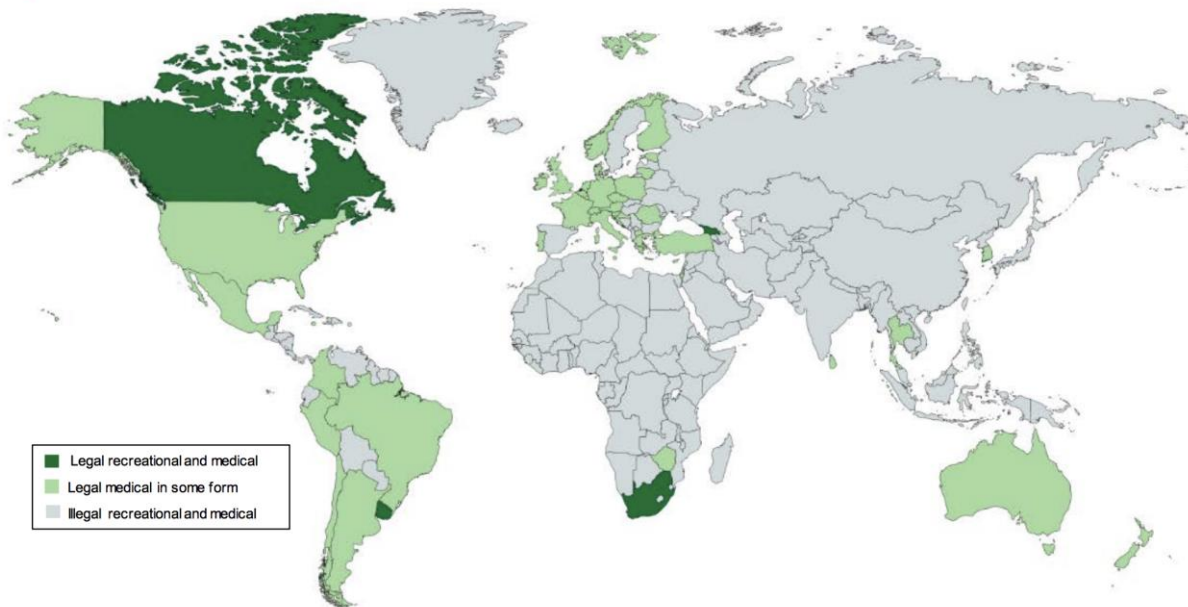 Legal recreational and medical
Legal medical in some form
Illegal recreational and medical